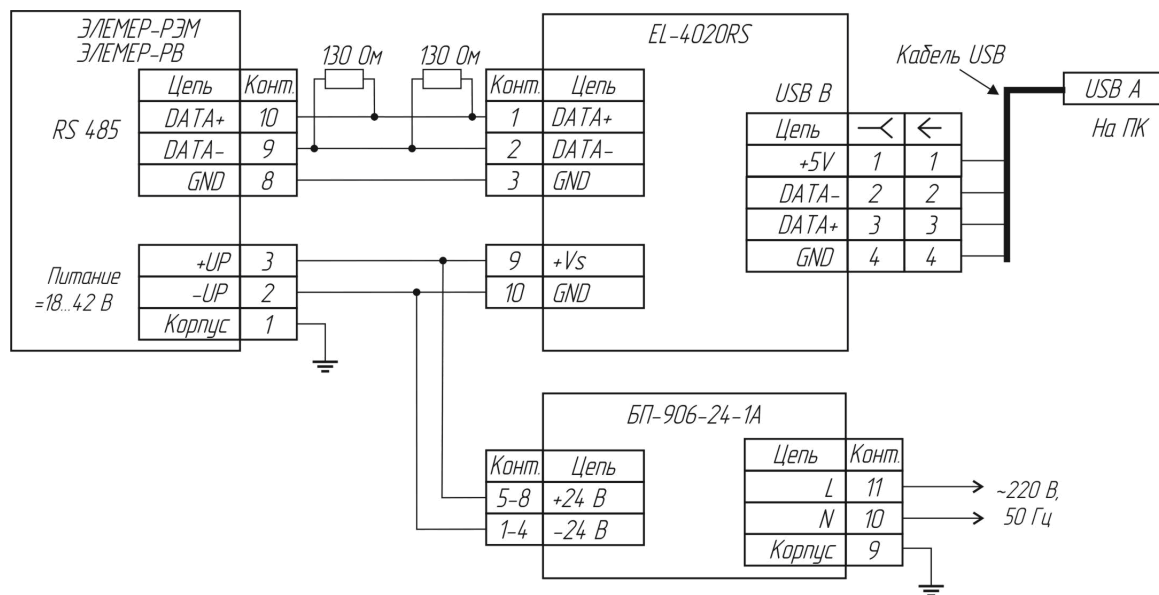 ЭЛЕМЕР-РЭМ
ЭЛЕМЕР-РВ
RS 485
Цепь Конт.
DATA+ 10
DATA- 9
GND 8
Питание
=18...42 В
+UP 3
-UP 2
Корпус 1
130 Ом 130 Ом
EL-4020RS
Конт. Цепь
1 DATA+
2 DATA-
3 GND
9 +Vs
10 GND
USB B
Цепь
+5V 1 1
DATA- 2 2
DATA+ 3 3
GND 4 4
Кабель USB
USB A
На ПК
БП-906-24-1А
Конт. Цепь
5-8 +24 В
1-4 -24 В
Цепь Конт.
L 11
N 10
Корпус 9
~220 В,
50 Гц